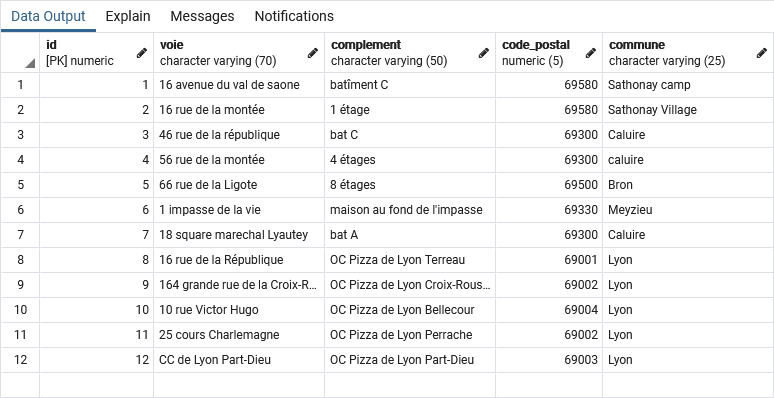 Data Output Explain Messages Notifications
id voie complement code_postal commune
[PK] numeric character varying (70) character varying (50) numeric (5) character varying (25)
1 1 16 avenue du val de saone batîment C 69580 Sathonay camp
2 2 16 rue de la montée 1 étage 69580 Sathonay Village
3 3 46 rue de la république bat C 69300 Caluire
4 4 56 rue de la montée 4 étages 69300 caluire
5 5 66 rue de la Ligote 8 étages 69500 Bron
6 6 1 impasse de la vie maison au fond de l'impasse 69330 Meyzieu
7 7 18 square marechal Lyautey bat A 69300 Caluire
8 8 16 rue de la République OC Pizza de Lyon Terreau 69001 Lyon
9 9 164 grande rue de la Croix-R... OC Pizza de Lyon Croix-Rous... 69002 Lyon
10 10 10 rue Victor Hugo OC Pizza de Lyon Bellecour 69004 Lyon
11 11 25 cours Charlemagne OC Pizza de Lyon Perrache 69002 Lyon
12 12 CC de Lyon Part-Dieu OC Pizza de Lyon Part-Dieu 69003 Lyon